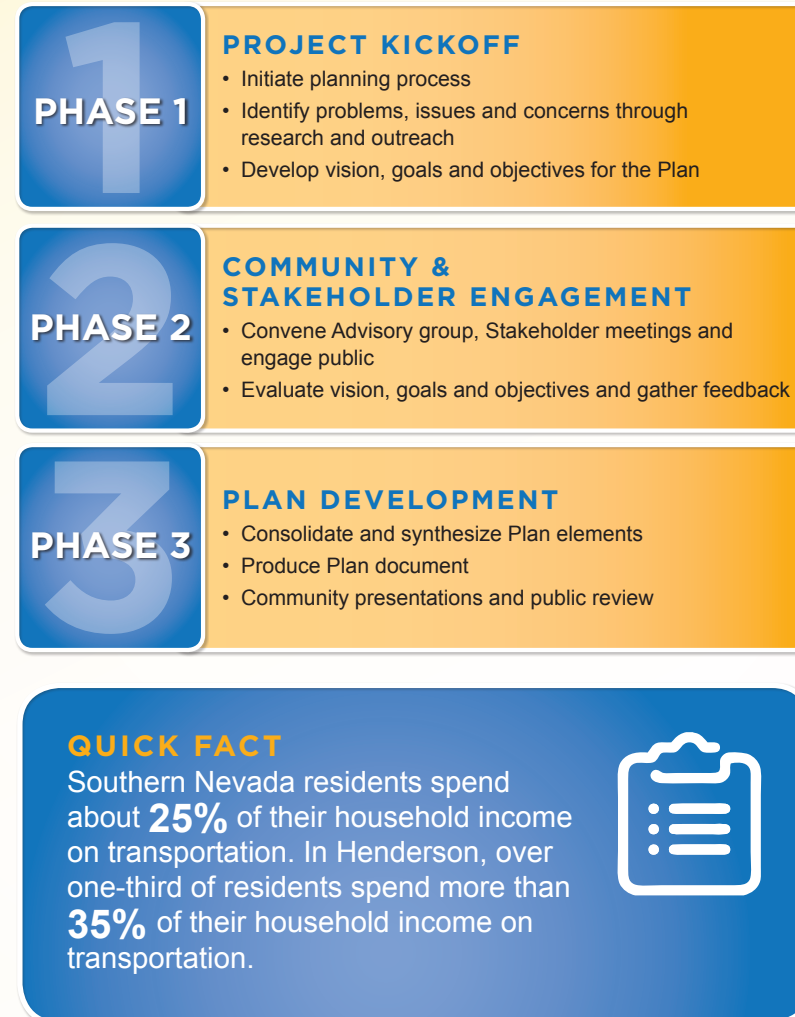 1
PHASE 1
PROJECT KICKOFF
• Initiate planning process
• Identify problems, issues and concerns through
research and outreach
• Develop vision, goals and objectives for the Plan
2
PHASE 2
COMMUNITY &
STAKEHOLDER ENGAGEMENT
• Convene Advisory group, Stakeholder meetings and
engage public
• Evaluate vision, goals and objectives and gather feedback
3
PHASE 3
PLAN DEVELOPMENT
• Consolidate and synthesize Plan elements
• Produce Plan document
• Community presentations and public review
QUICK FACT
Southern Nevada residents spend
about 25% of their household income
on transportation. In Henderson, over
one-third of residents spend more than
35% of their household income on
transportation.